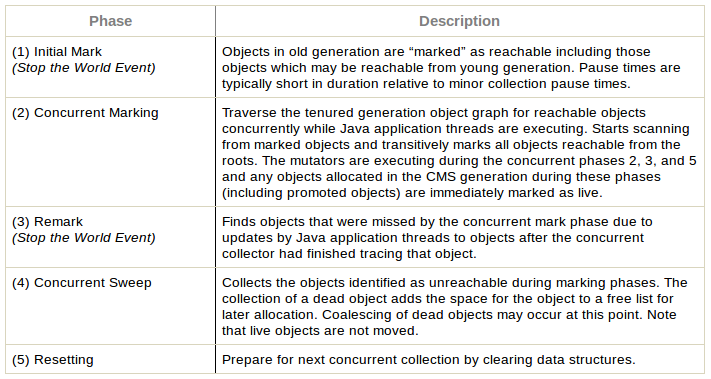 Phase Description
(1) Initial Mark
(Stop the World Event)
Objects in old generation are “marked” as reachable including those
objects which may be reachable from young generation. Pause times are
typically short in duration relative to minor collection pause times.
(2) Concurrent Marking
Traverse the tenured generation object graph for reachable objects
concurrently while Java application threads are executing. Starts scanning
from marked objects and transitively marks all objects reachable from the
roots. The mutators are executing during the concurrent phases 2, 3, and 5
and any objects allocated in the CMS generation during these phases
(including promoted objects) are immediately marked as live.
(3) Remark
(Stop the World Event)
Finds objects that were missed by the concurrent mark phase due to
updates by Java application threads to objects after the concurrent
collector had finished tracing that object.
(4) Concurrent Sweep
Collects the objects identified as unreachable during marking phases. The
collection of a dead object adds the space for the object to a free list for
later allocation. Coalescing of dead objects may occur at this point. Note
that live objects are not moved.
(5) Resetting
Prepare for next concurrent collection by clearing data structures.